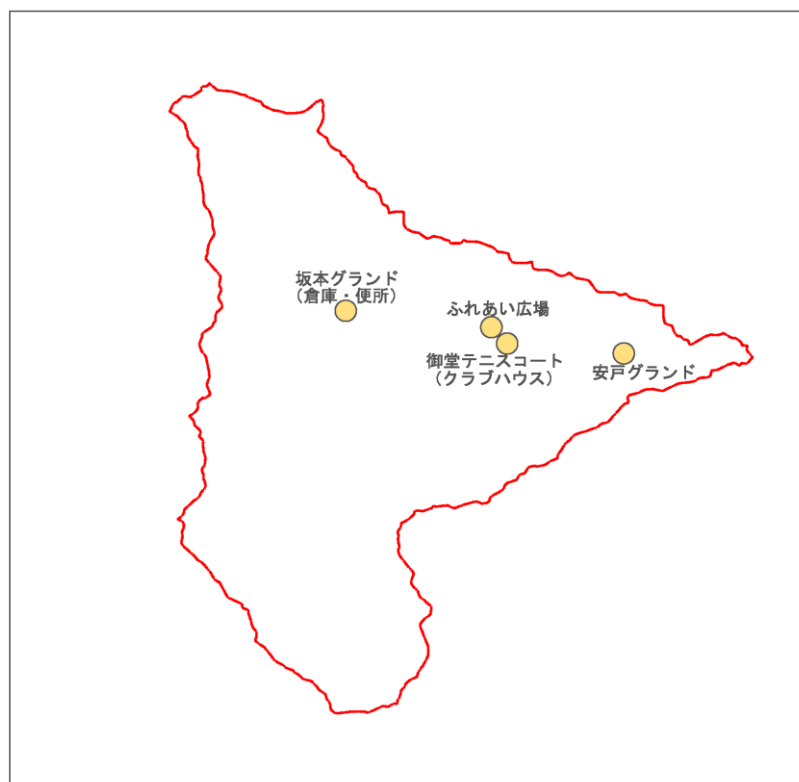 坂本グランド
（倉庫・便所）
ふれあい広場
御堂テニスコート
（クラブハウス）
安戸グランド